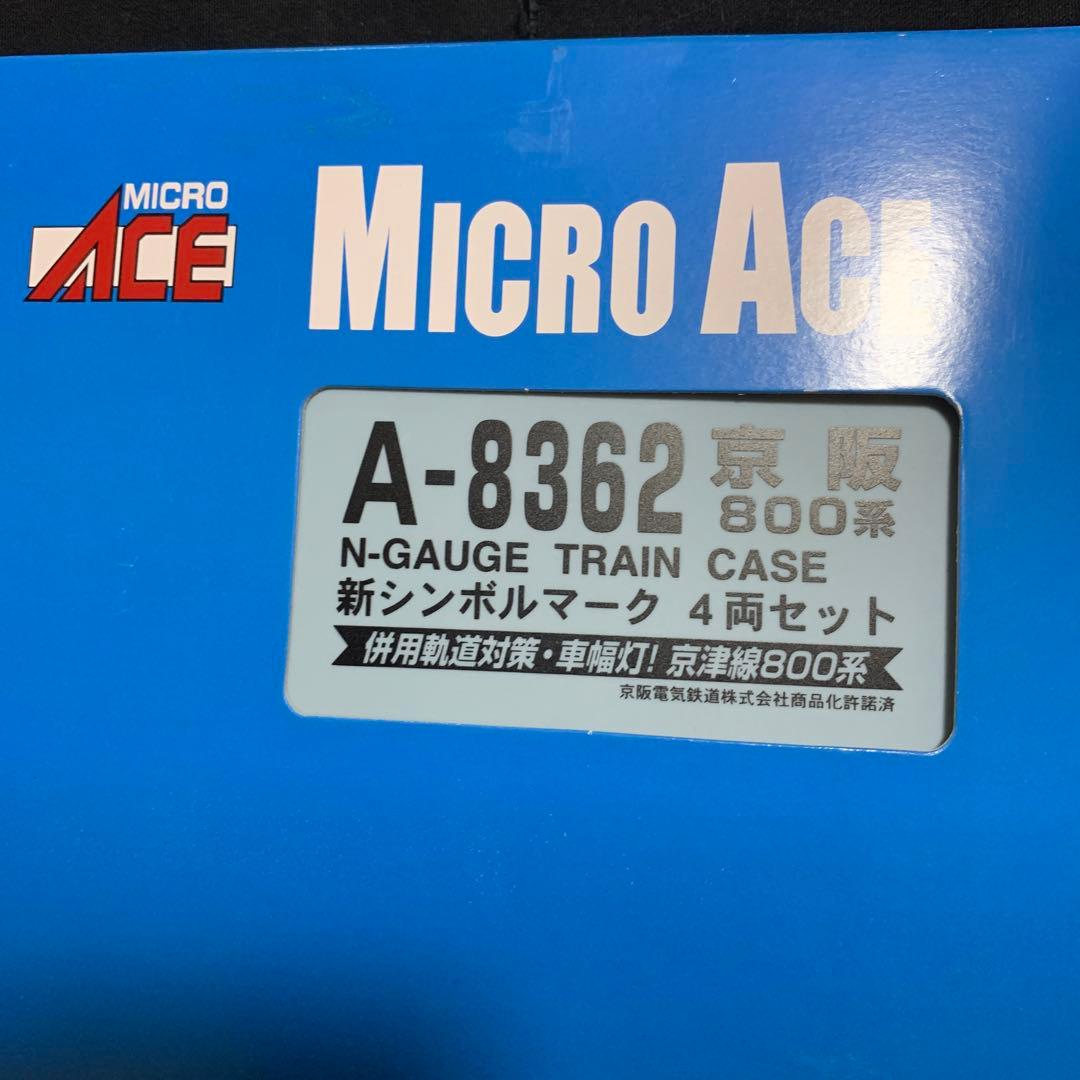 MICRO
ACE
MICRO ACE
A-8362 京阪
800系
N-GAUGE TRAIN CASE
新シンボルマーク 4両セット
併用軌道対策・車幅灯! 京津線800系
京阪電気鉄道株式会社商品化許諾済